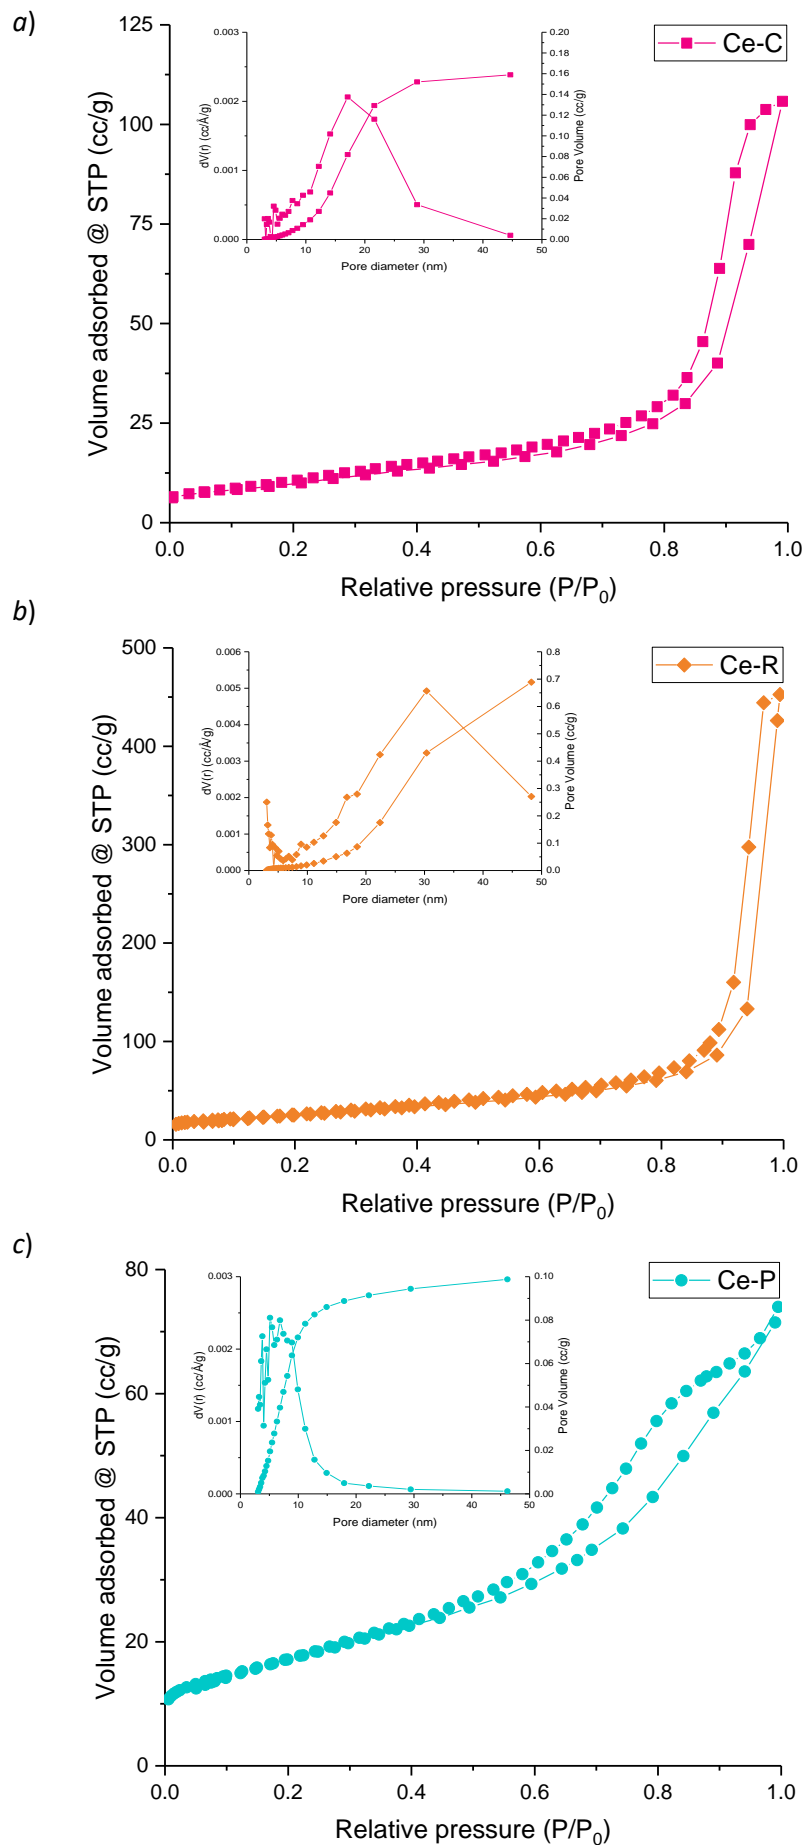 a)
Ce-C
Volume adsorbed @ STP (cc/g)
125
100
75
50
25
0
0.0 0.2 0.4 0.6 0.8 1.0
Relative pressure (P/P0)
dV(r) (cc/Å/g)
0.003
0.002
0.001
0.000
0 10 20 30 40 50
Pore diameter (nm)
0.20
0.18
0.16
0.14
0.12
0.10
0.08
0.06
0.04
0.02
0.00
Pore Volume (cc/g)
b)
Ce-R
Volume adsorbed @ STP (cc/g)
500
400
300
200
100
0
0.0 0.2 0.4 0.6 0.8 1.0
Relative pressure (P/P0)
dV(r) (cc/Å/g)
0.006
0.005
0.004
0.003
0.002
0.001
0.000
0 10 20 30 40 50
Pore diameter (nm)
0.8
0.7
0.6
0.5
0.4
0.3
0.2
0.1
0.0
Pore Volume (cc/g)
c)
Ce-P
Volume adsorbed @ STP (cc/g)
80
60
40
20
0
0.0 0.2 0.4 0.6 0.8 1.0
Relative pressure (P/P0)
dV(r) (cc/Å/g)
0.003
0.002
0.001
0.000
0 10 20 30 40 50
Pore diameter (nm)
0.10
0.08
0.06
0.04
0.02
0.00
Pore Volume (cc/g)